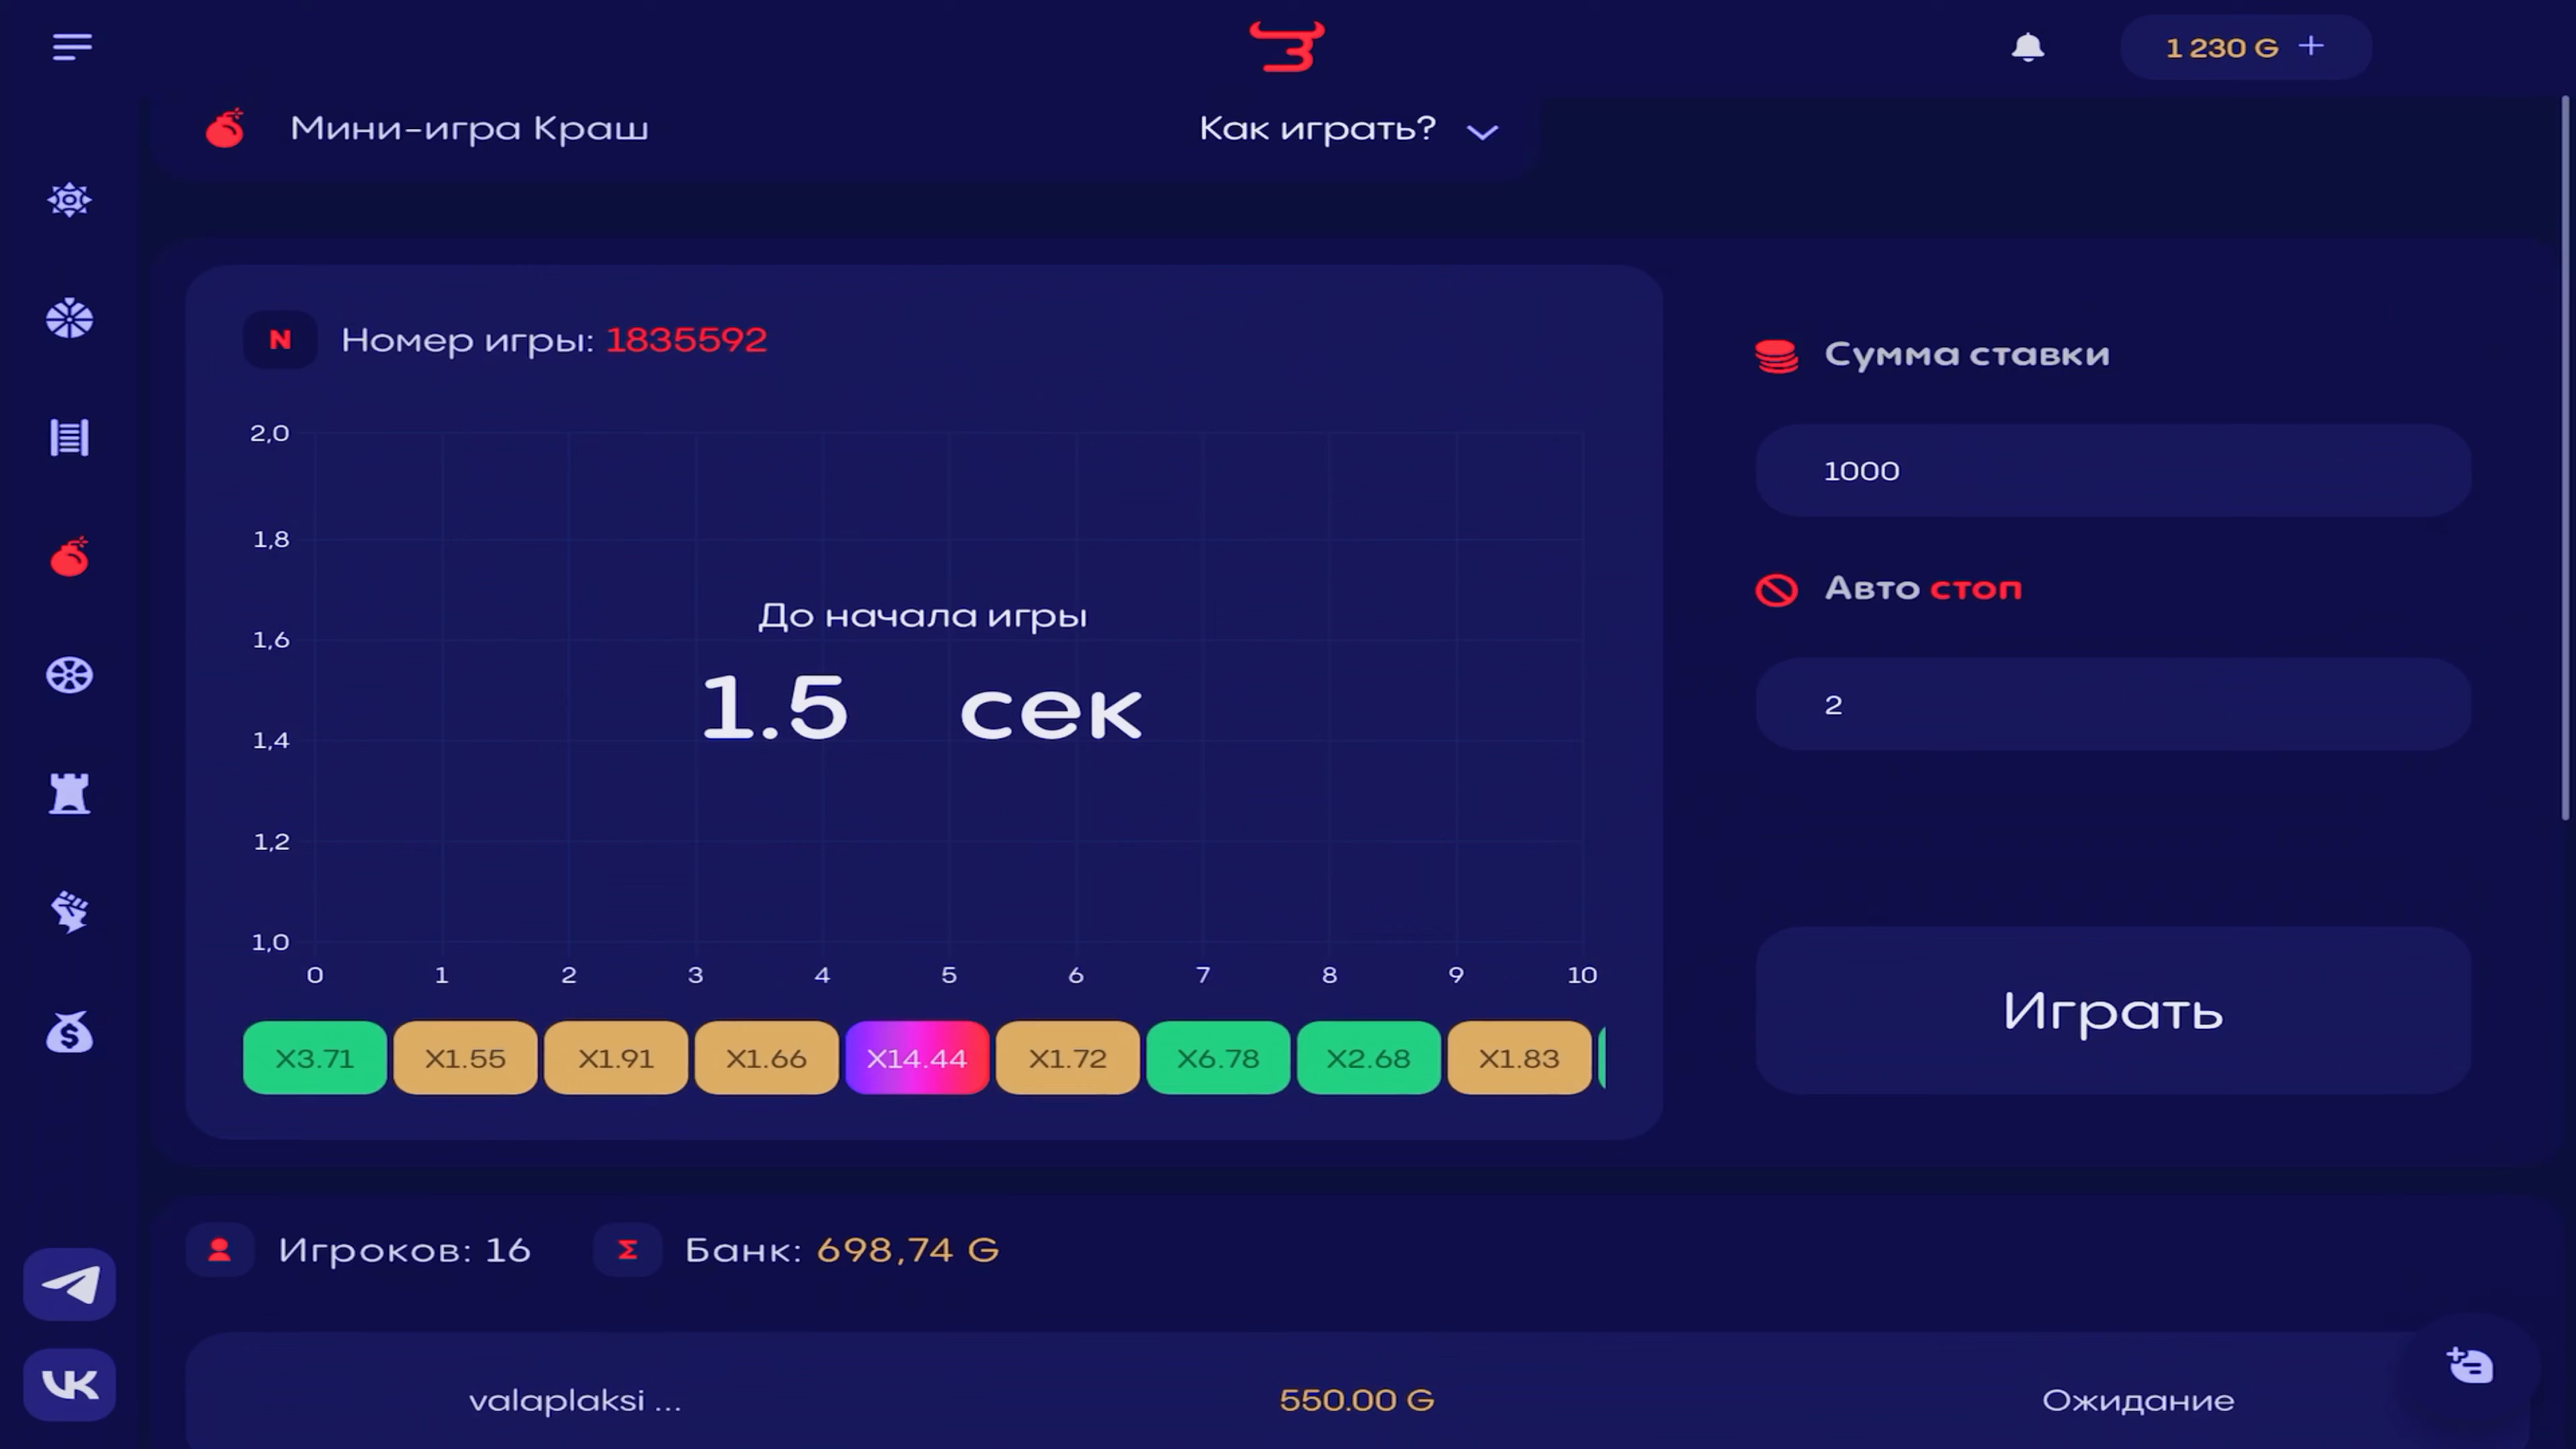 1 230 G +
Мини-игра Краш
Как играть?
N Номер игры: 1835592
2,0
1,8
1,6
1,4
1,2
1,0
До начала игры
1.5 сек
0 1 2 3 4 5 6 7 8 9 10
X3.71 X1.55 X1.91 X1.66 X14.44 X1.72 X6.78 X2.68 X1.83
Сумма ставки
1000
Авто стоп
2
Играть
Игроков: 16
Σ Банк: 698,74 G
valaplaksi ... 550.00 G Ожидание